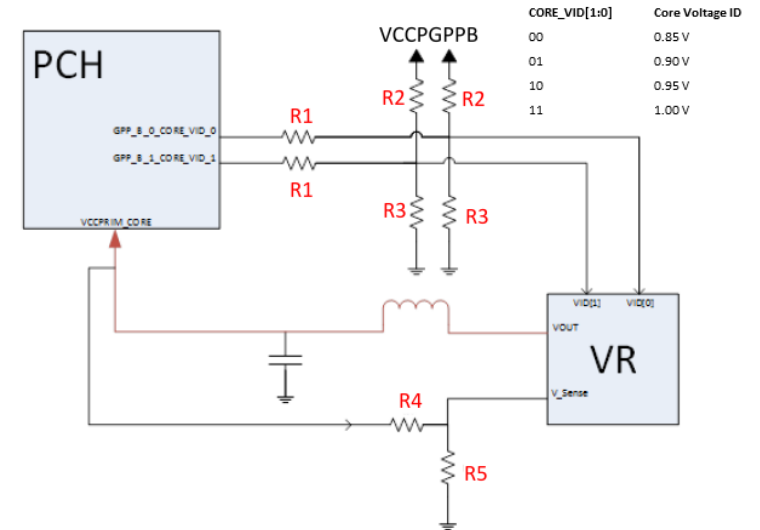 CORE_VID[1:0] Core Voltage ID
00 0.85 V
01 0.90 V
10 0.95 V
11 1.00 V
VCCPGPPB
PCH
R2 R2
R1
GPP_B_0_CORE_VID_0
GPP_B_1_CORE_VID_1
R1
R3 R3
VCCPRIM_CORE
VID[1] VID[0]
VOUT
VR
V_Sense
R4
R5